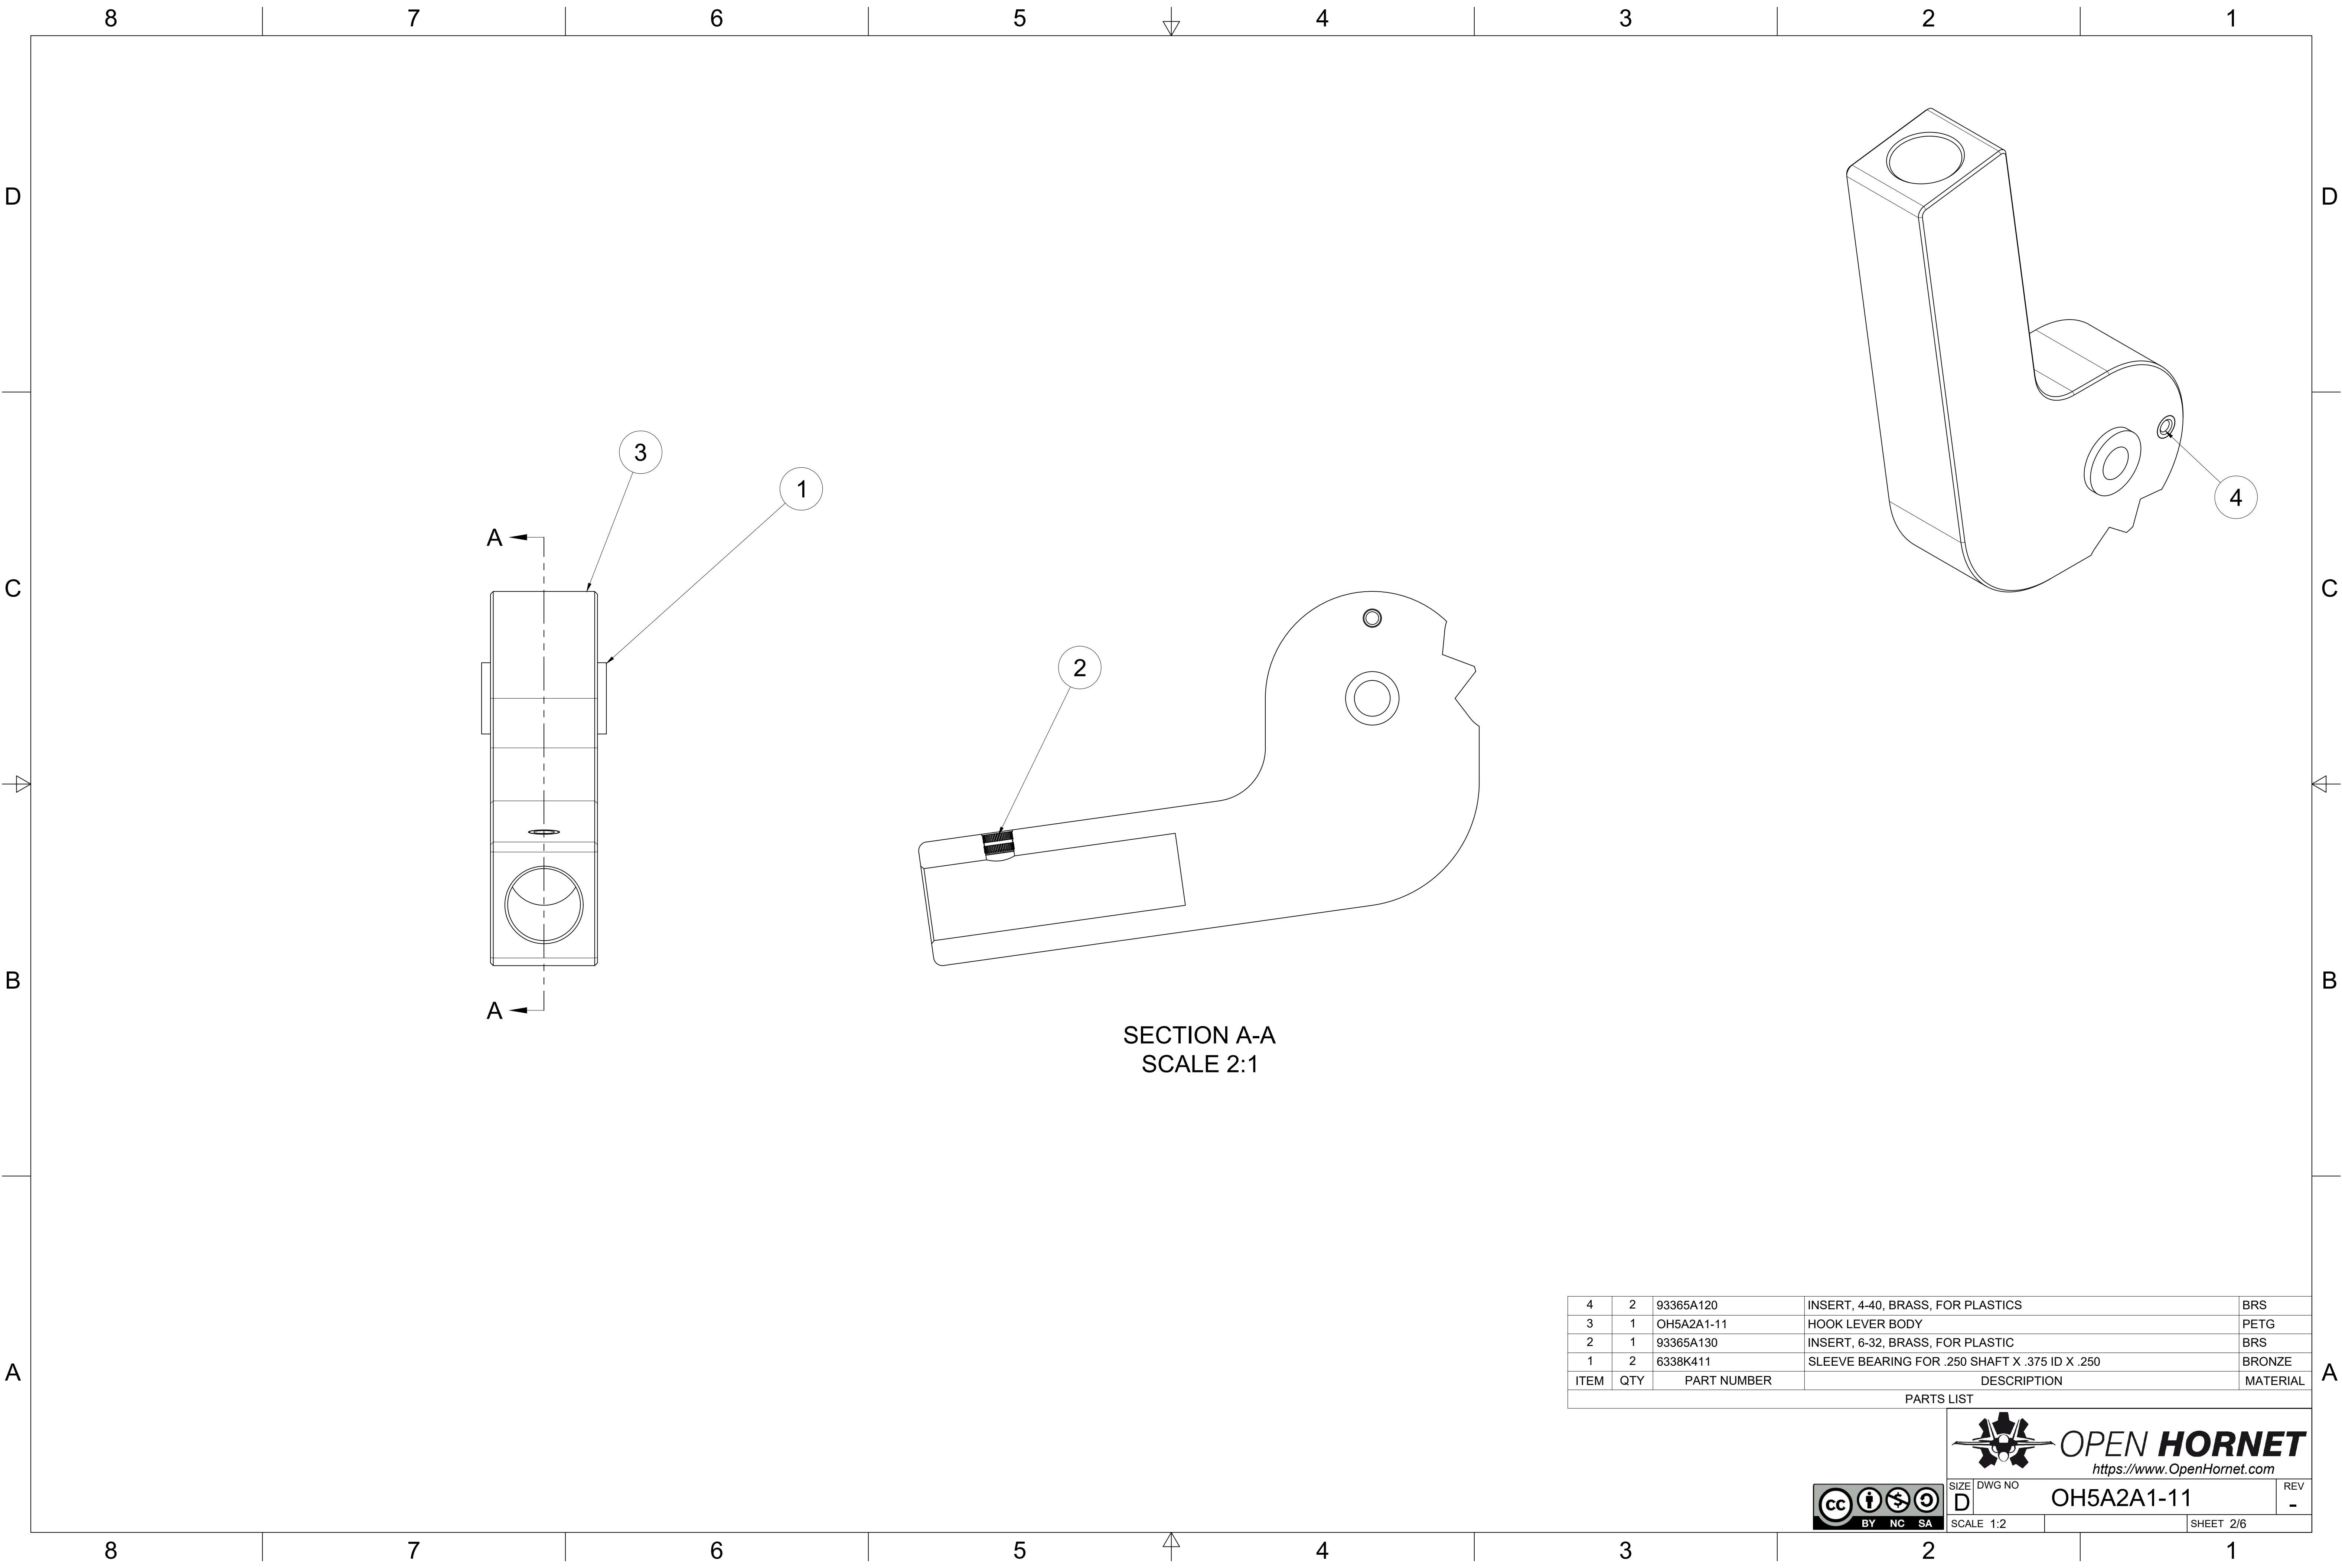 8 7 6 5 4 3 2 1
D D
3
1
4
A
C C
2
A
B B
SECTION A-A
SCALE 2:1
4 2 93365A120 INSERT, 4-40, BRASS, FOR PLASTICS BRS
3 1 OH5A2A1-11 HOOK LEVER BODY PETG
2 1 93365A130 INSERT, 6-32, BRASS, FOR PLASTIC BRS
1 2 6338K411 SLEEVE BEARING FOR .250 SHAFT X .375 ID X .250 BRONZE
A A
ITEM QTY PART NUMBER DESCRIPTION MATERIAL
PARTS LIST
OPEN HORNET
https://www.OpenHornet.com
SIZE DWG NO REV
D OH5A2A1-11 -
cc BY NC SA
SCALE 1:2 SHEET 2/6
8 7 6 5 4 3 2 1